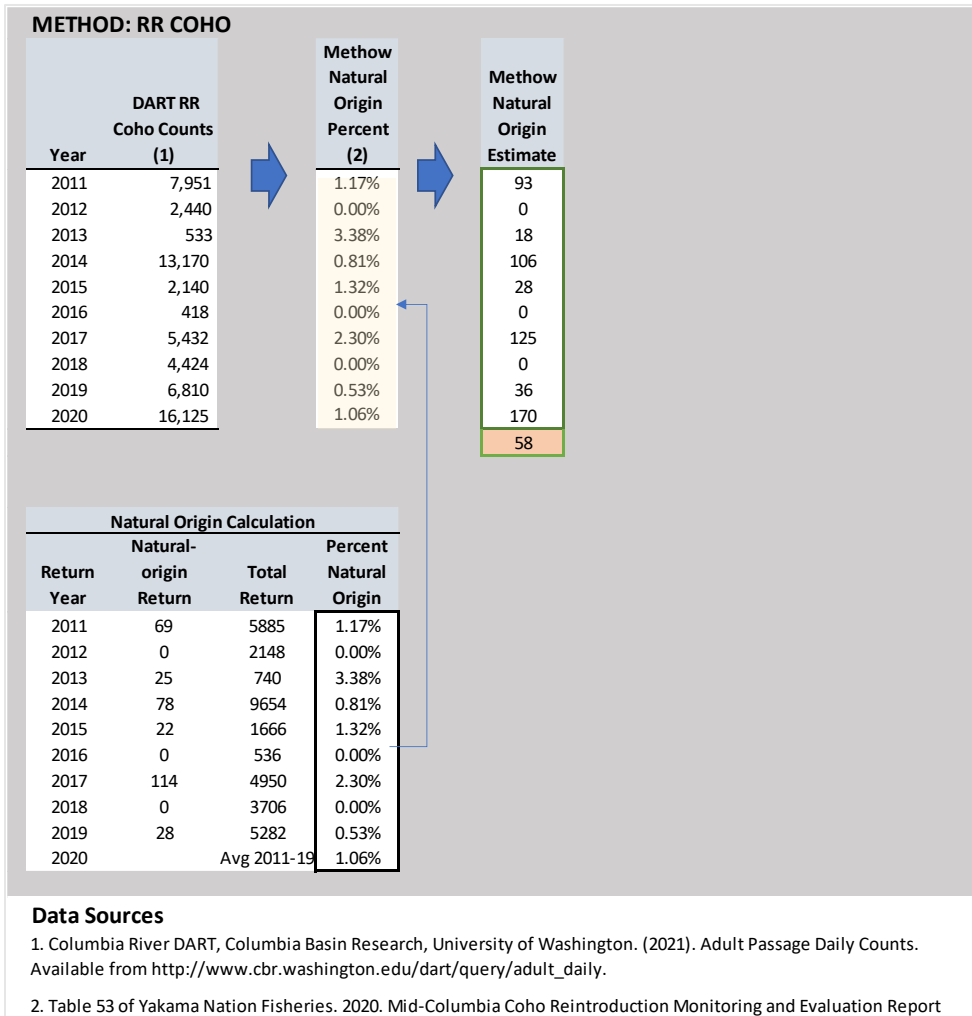 METHOD: RR COHO
Year DART RR Coho Counts (1) Methow Natural Origin Percent (2) Methow Natural Origin Estimate
2011 7,951 1.17% 93
2012 2,440 0.00% 0
2013 533 3.38% 18
2014 13,170 0.81% 106
2015 2,140 1.32% 28
2016 418 0.00% 0
2017 5,432 2.30% 125
2018 4,424 0.00% 0
2019 6,810 0.53% 36
2020 16,125 1.06% 170
58
Natural Origin Calculation
Return Year Natural-origin Return Total Return Percent Natural Origin
2011 69 5885 1.17%
2012 0 2148 0.00%
2013 25 740 3.38%
2014 78 9654 0.81%
2015 22 1666 1.32%
2016 0 536 0.00%
2017 114 4950 2.30%
2018 0 3706 0.00%
2019 28 5282 0.53%
2020 Avg 2011-19 1.06%
Data Sources
1. Columbia River DART, Columbia Basin Research, University of Washington. (2021). Adult Passage Daily Counts.
Available from http://www.cbr.washington.edu/dart/query/adult_daily.
2. Table 53 of Yakama Nation Fisheries. 2020. Mid-Columbia Coho Reintroduction Monitoring and Evaluation Report